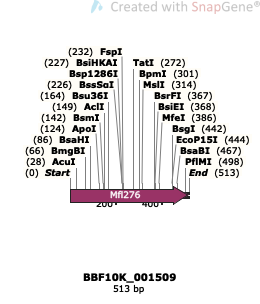 Created with SnapGene®
(232) FspI
(227) BsiHKAI
Bsp1286I
(226) BssSαI
(164) Bsu36I
(149) AclI
(142) BsmI
(124) ApoI
(86) BsaHI
(66) BmgBI
(28) AcuI
(0) Start
TatI (272)
BpmI (301)
MslI (314)
BsrFI (367)
BsiEI (368)
MfeI (386)
BsgI (442)
EcoP15I (444)
BsaBI (467)
PflMI (498)
End (513)
Mfl276
200
400
BBF10K_001509
513 bp